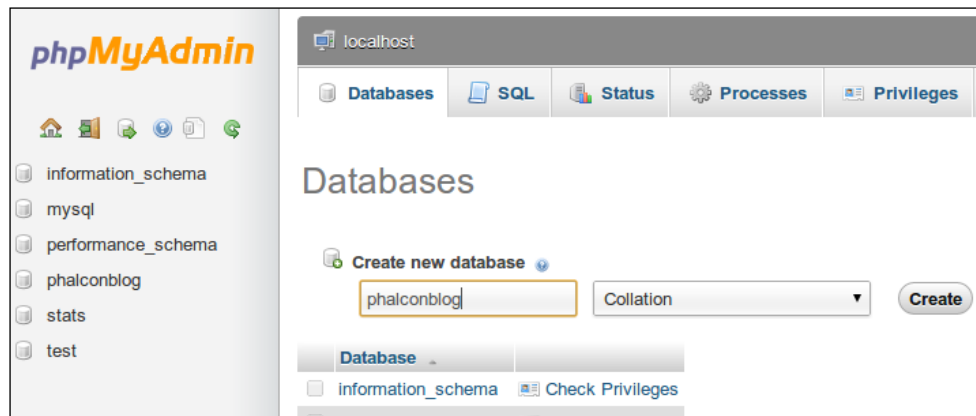 phpMyAdmin
information_schema
mysql
performance_schema
phalconblog
stats
test
localhost
Databases SQL Status Processes Privileges
Databases
Create new database
phalconblog Collation Create
Database
information_schema Check Privileges